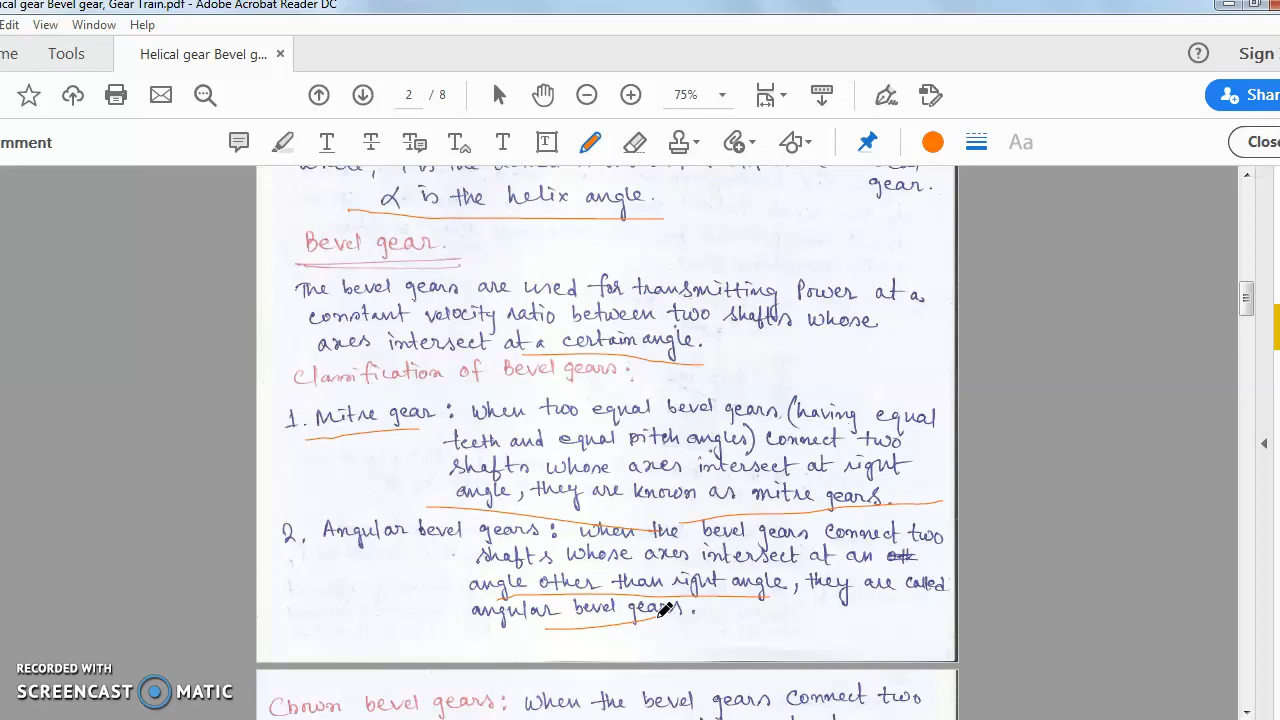 elical gear Bevel gear, Gear Train.pdf - Adobe Acrobat Reader DC
Edit View Window Help
me Tools Helical gear Bevel g... × Sign
2 / 8 75% Shar
mment Aa Close
gear.
α is the helix angle.
Bevel gear.
The bevel gears are used for transmitting Power at a
constant velocity ratio between two shafts whose
axes intersect at a certain angle.
Classification of Bevel gears:
1. Mitre gear: When two equal bevel gears (having equal
teeth and equal pitch angles) connect two
shafts whose axes intersect at right
angle, they are known as mitre gears.
2. Angular bevel gears: When the bevel gears connect two
shafts whose axes intersect at an
angle other than right angle, they are called
angular bevel gears.
RECORDED WITH
SCREENCAST MATIC
Crown bevel gears: When the bevel gears connect two